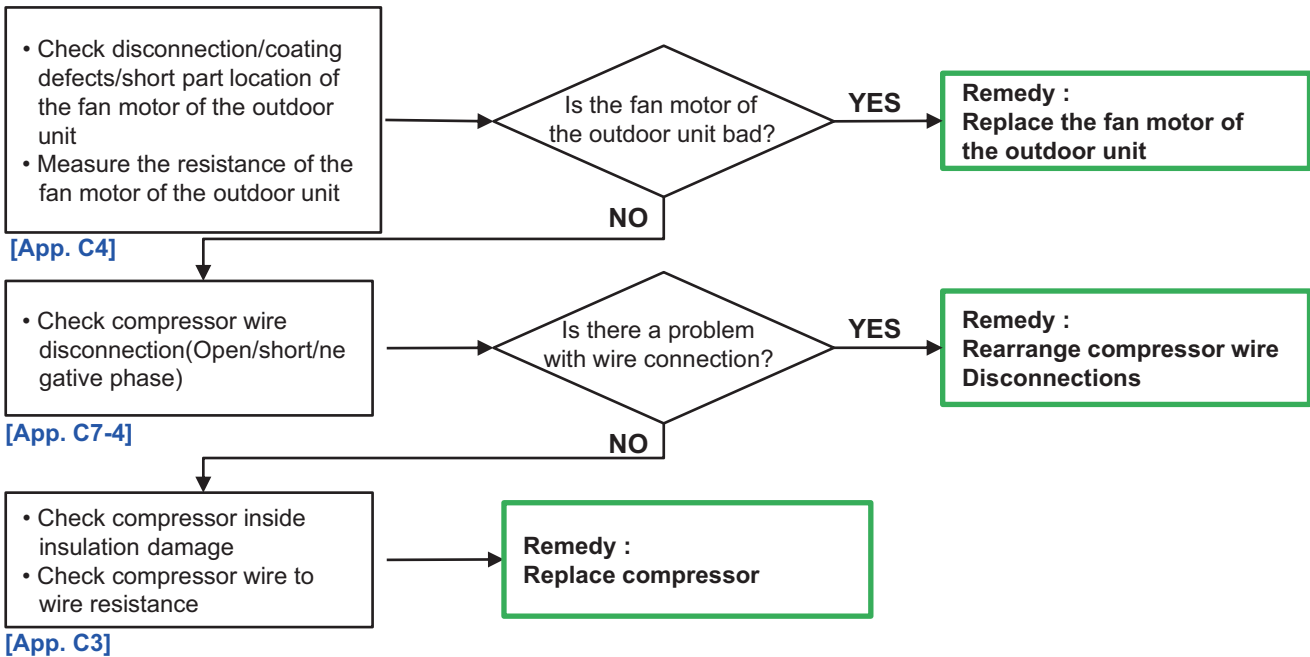 • Check disconnection/coating
defects/short part location of
the fan motor of the outdoor
unit
• Measure the resistance of the
fan motor of the outdoor unit
[App. C4]
Is the fan motor of
the outdoor unit bad?
YES
Remedy :
Replace the fan motor of
the outdoor unit
NO
• Check compressor wire
disconnection(Open/short/ne
gative phase)
[App. C7-4]
Is there a problem
with wire connection?
YES
Remedy :
Rearrange compressor wire
Disconnections
NO
• Check compressor inside
insulation damage
• Check compressor wire to
wire resistance
[App. C3]
Remedy :
Replace compressor